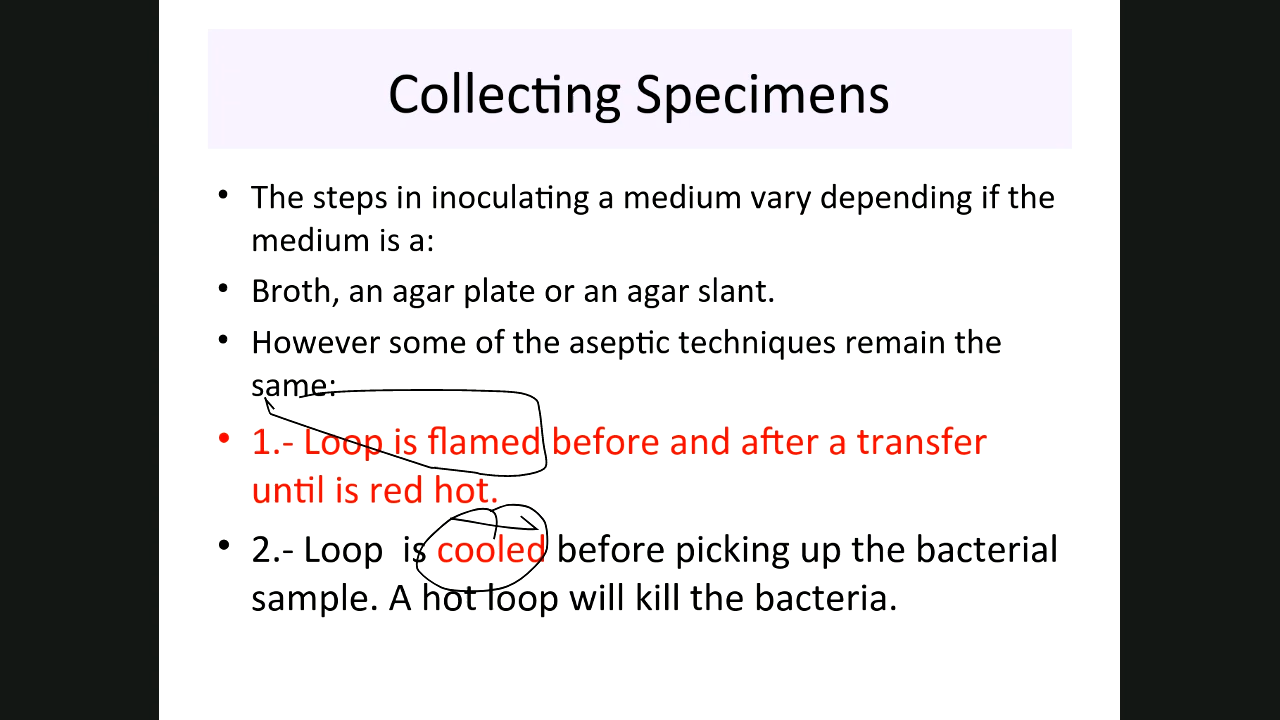 Collecting Specimens
• The steps in inoculating a medium vary depending if the
medium is a:
• Broth, an agar plate or an agar slant.
• However some of the aseptic techniques remain the
same:
• 1.- Loop is flamed before and after a transfer
until is red hot.
• 2.- Loop  is cooled before picking up the bacterial
sample. A hot loop will kill the bacteria.